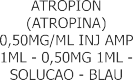 ATROPION
(ATROPINA)
0,50MG/ML INJ AMP
1ML - 0,50MG 1ML -
SOLUCAO - BLAU